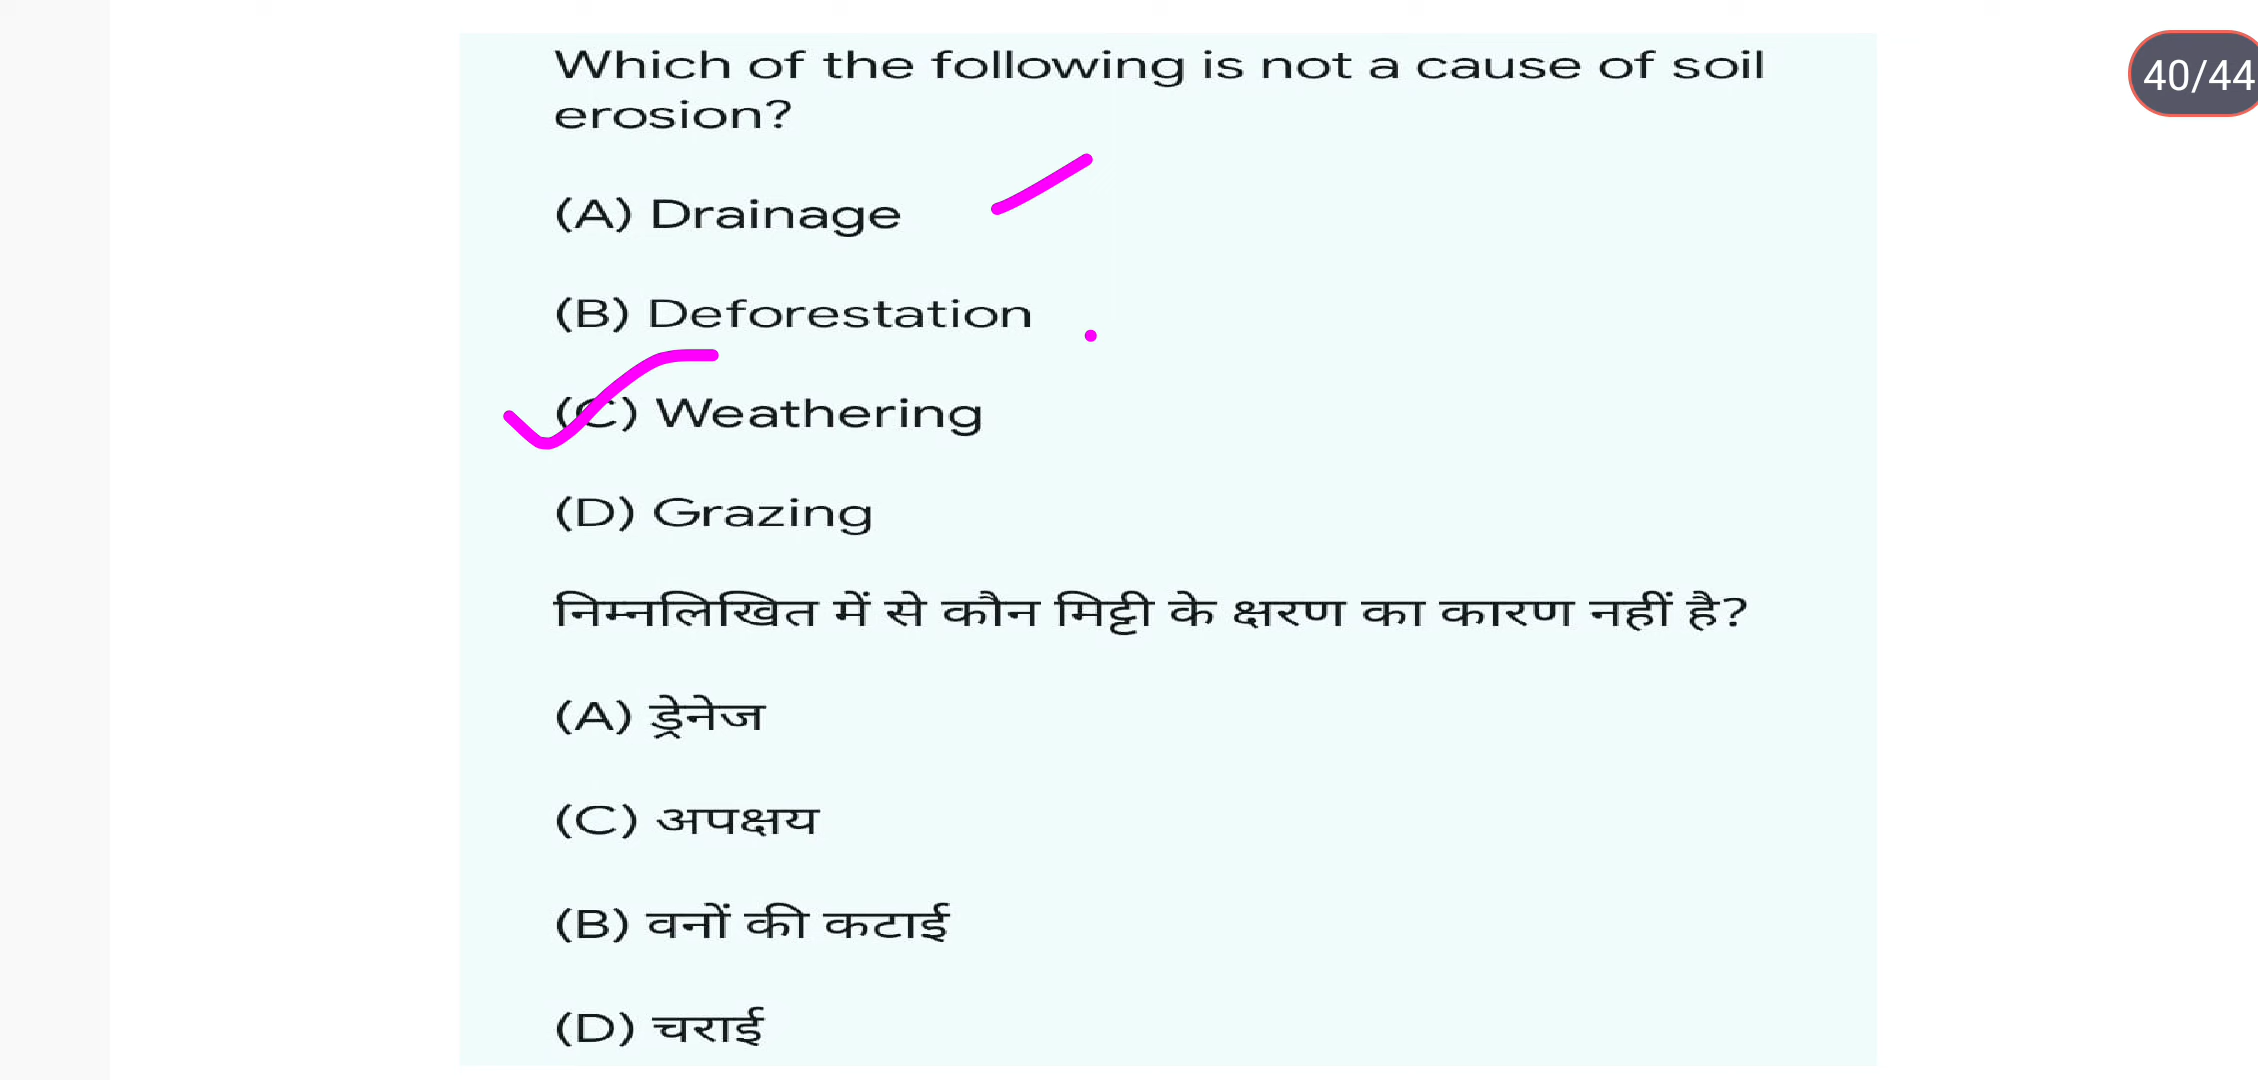 Which of the following is not a cause of soil
erosion?
40/44
(A) Drainage
(B) Deforestation
(C) Weathering
(D) Grazing
निम्नलिखित में से कौन मिट्टी के क्षरण का कारण नहीं है?
(A) ड्रेनेज
(C) अपक्षय
(B) वनों की कटाई
(D) चराई